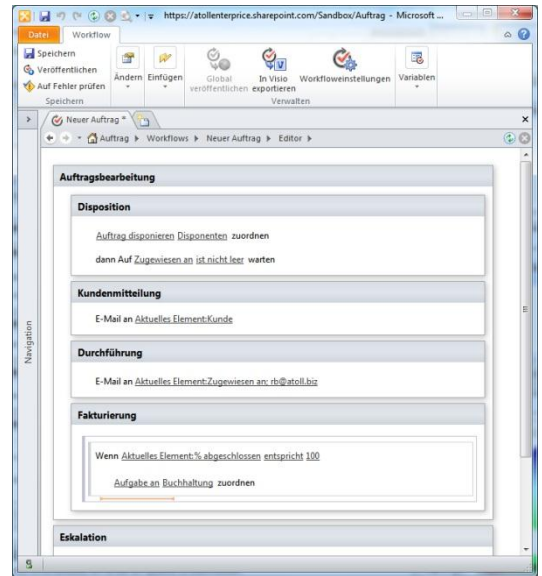 https://atollenterprice.sharepoint.com/Sandbox/Auftrag - Microsoft ...
Datei Workflow
Speichern
Veröffentlichen
Auf Fehler prüfen
Ändern Einfügen
Global veröffentlichen
In Visio exportieren
Workfloweinstellungen
Variablen
Speichern
Verwalten
Neuer Auftrag *
Auftrag Workflows Neuer Auftrag Editor
Navigation
Auftragsbearbeitung
Disposition
Auftrag disponieren Disponenten zuordnen
dann Auf Zugewiesen an ist nicht leer warten
Kundenmitteilung
E-Mail an Aktuelles Element:Kunde
Durchführung
E-Mail an Aktuelles Element:Zugewiesen an; rb@atoll.biz
Fakturierung
Wenn Aktuelles Element:% abgeschlossen entspricht 100
Aufgabe an Buchhaltung zuordnen
Eskalation